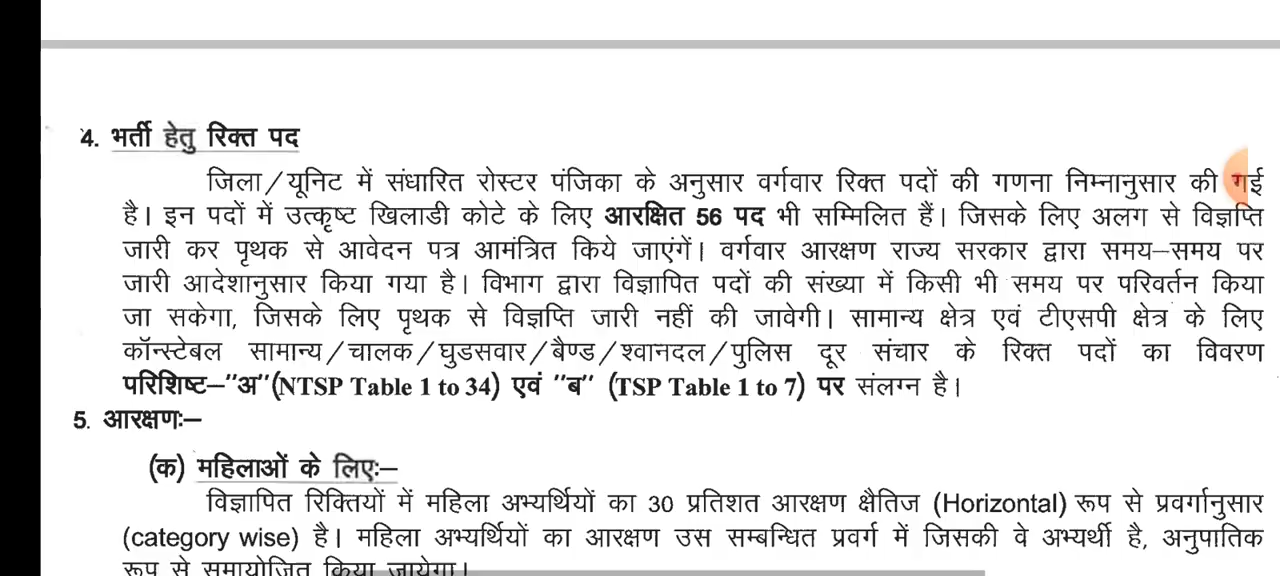 4. भर्ती हेतु रिक्त पद
जिला/यूनिट में संधारित रोस्टर पंजिका के अनुसार वर्गवार रिक्त पदों की गणना निम्नानुसार की गई
है। इन पदों में उत्कृष्ट खिलाडी कोटे के लिए आरक्षित 56 पद भी सम्मिलित हैं। जिसके लिए अलग से विज्ञप्ति
जारी कर पृथक से आवेदन पत्र आमंत्रित किये जाएंगें। वर्गवार आरक्षण राज्य सरकार द्वारा समय–समय पर
जारी आदेशानुसार किया गया है। विभाग द्वारा विज्ञापित पदों की संख्या में किसी भी समय पर परिवर्तन किया
जा सकेगा, जिसके लिए पृथक से विज्ञप्ति जारी नहीं की जावेगी। सामान्य क्षेत्र एवं टीएसपी क्षेत्र के लिए
कॉन्स्टेबल सामान्य/चालक/घुडसवार/बैण्ड/श्वानदल/पुलिस दूर संचार के रिक्त पदों का विवरण
परिशिष्ट–"अ"(NTSP Table 1 to 34) एवं "ब" (TSP Table 1 to 7) पर संलग्न है।
5. आरक्षणः–
(क) महिलाओं के लिएः–
विज्ञापित रिक्तियों में महिला अभ्यर्थियों का 30 प्रतिशत आरक्षण क्षैतिज (Horizontal) रूप से प्रवर्गानुसार
(category wise) है। महिला अभ्यर्थियों का आरक्षण उस सम्बन्धित प्रवर्ग में जिसकी वे अभ्यर्थी है, अनुपातिक
रूप से समायोजित किया जायेगा।